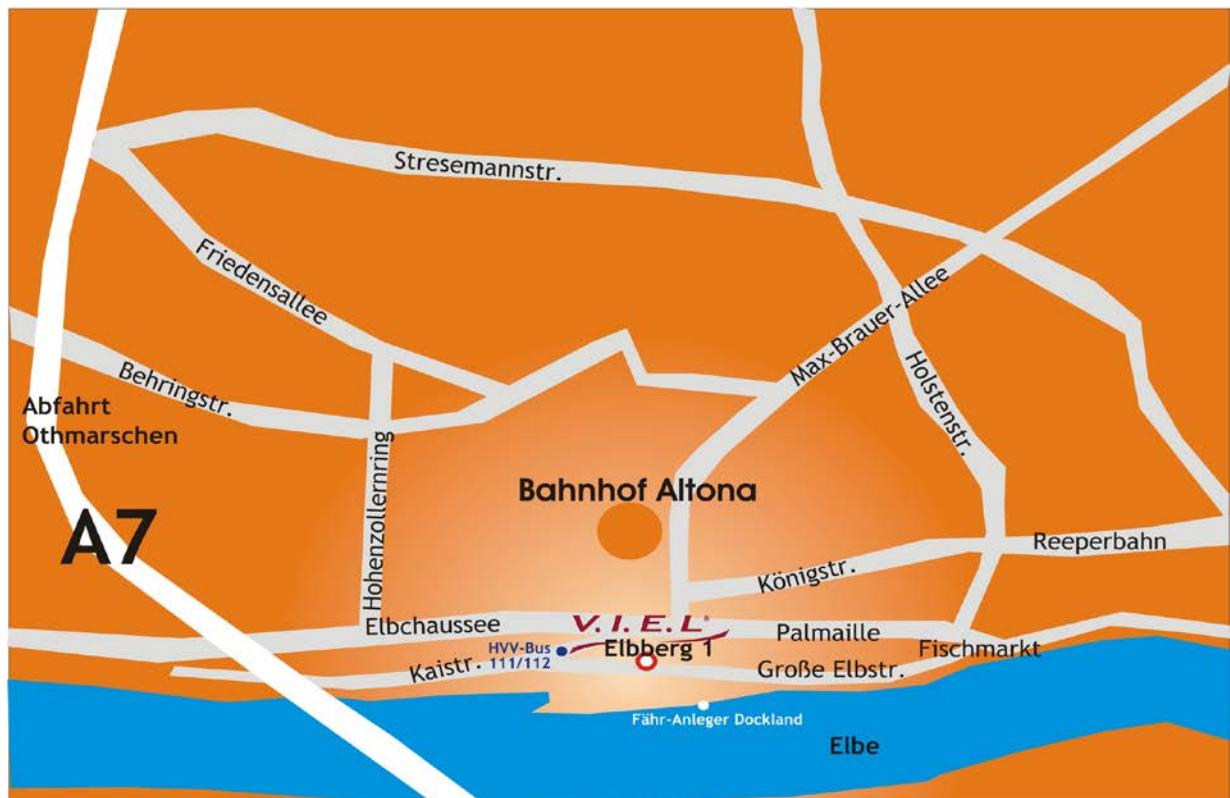 Stresemannstr.
Friedensallee
Max-Brauer-Allee
Behringstr.
Holstenstr.
Abfahrt
Othmarschen
Hohenzollernring
Bahnhof Altona
A7
Reeperbahn
Königstr.
Elbchaussee
V.I.E.L®
Palmaille
HVV-Bus
111/112
Elbberg 1
Fischmarkt
Kaistr.
Große Elbstr.
Fähr-Anleger Dockland
Elbe